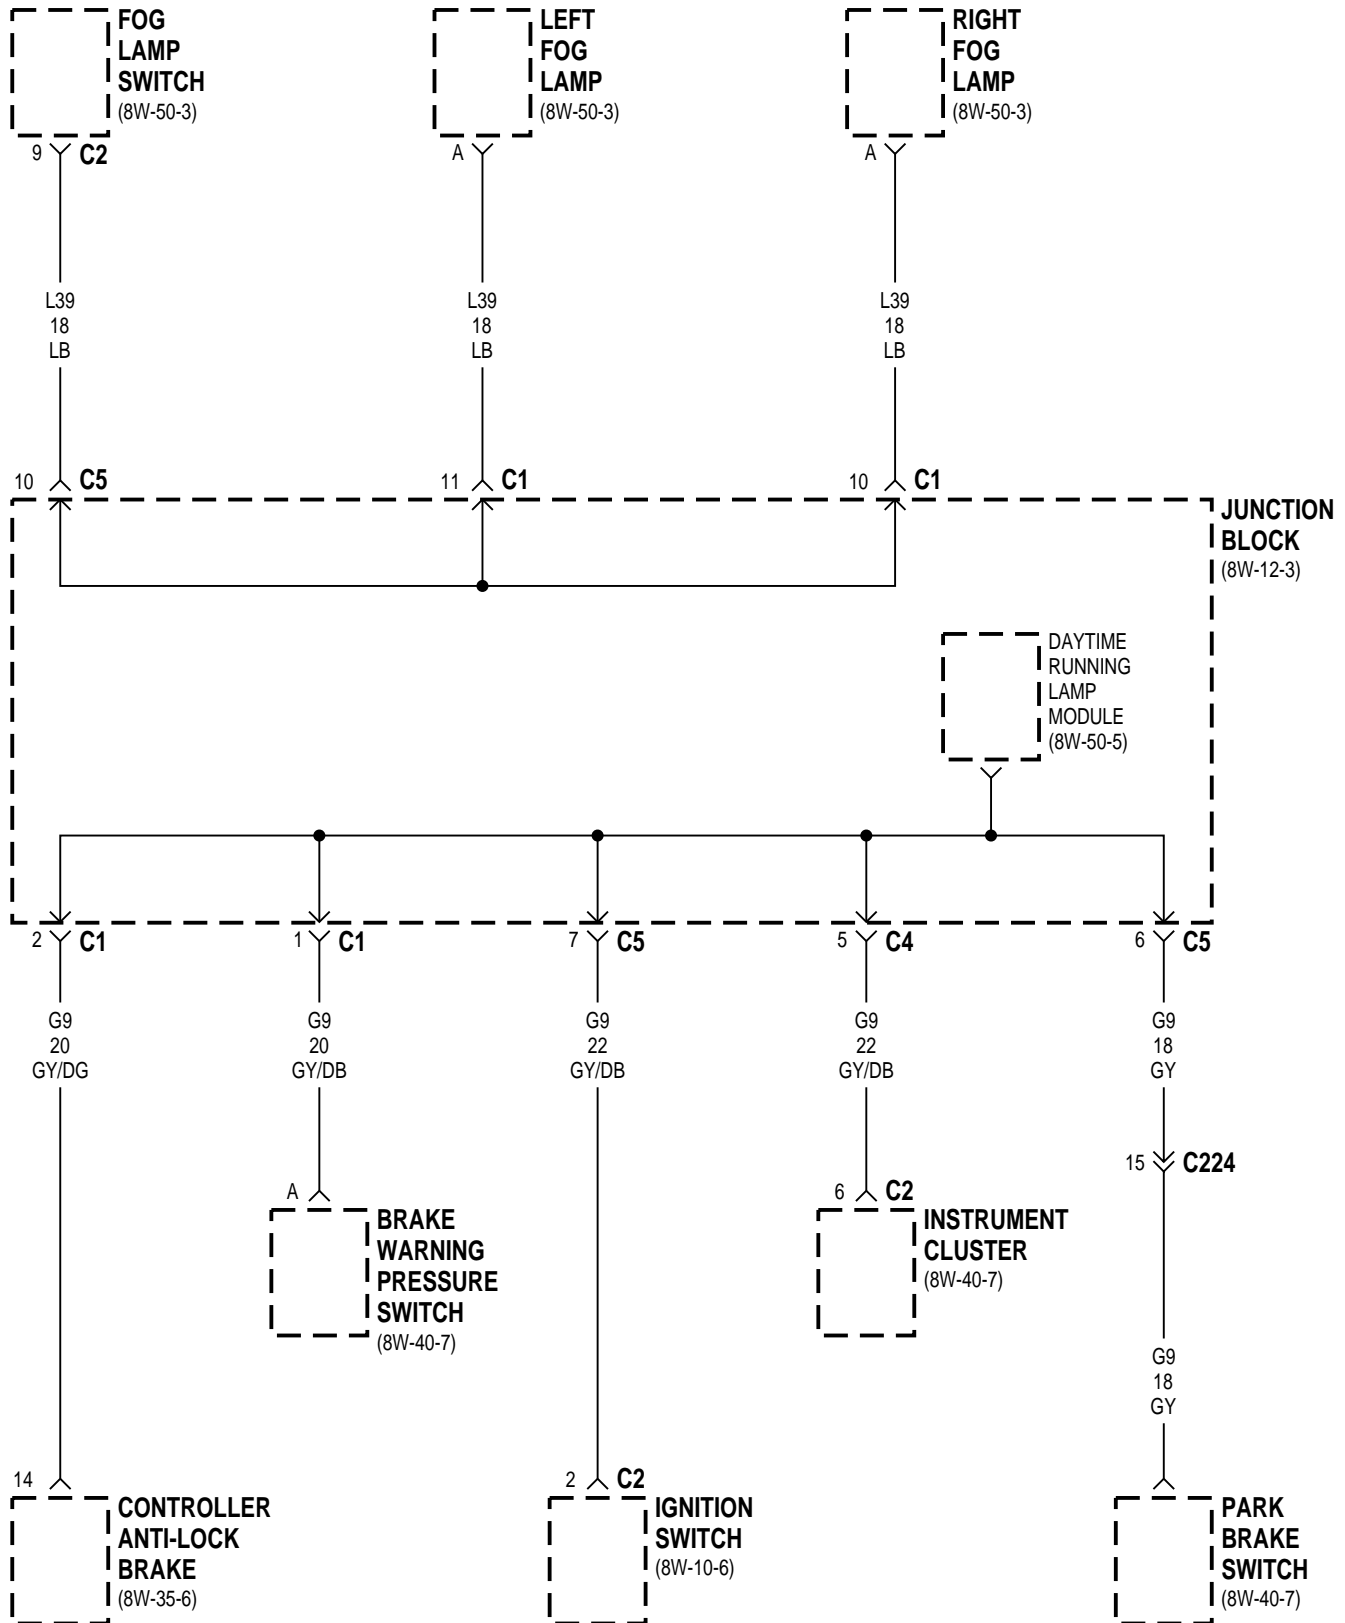 FOG
LAMP
SWITCH
(8W-50-3)
LEFT
FOG
LAMP
(8W-50-3)
RIGHT
FOG
LAMP
(8W-50-3)
9 C2
A
A
L39
18
LB
L39
18
LB
L39
18
LB
10 C5
11 C1
10 C1
JUNCTION
BLOCK
(8W-12-3)
DAYTIME
RUNNING
LAMP
MODULE
(8W-50-5)
2 C1
1 C1
7 C5
5 C4
6 C5
G9
20
GY/DG
G9
20
GY/DB
G9
22
GY/DB
G9
22
GY/DB
G9
18
GY
15 C224
A
BRAKE
WARNING
PRESSURE
SWITCH
(8W-40-7)
6 C2
INSTRUMENT
CLUSTER
(8W-40-7)
G9
18
GY
14
CONTROLLER
ANTI-LOCK
BRAKE
(8W-35-6)
2 C2
IGNITION
SWITCH
(8W-10-6)
PARK
BRAKE
SWITCH
(8W-40-7)